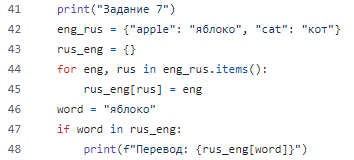 41 print("Задание 7")
42 eng_rus = {"apple": "яблоко", "cat": "кот"}
43 rus_eng = {}
44 for eng, rus in eng_rus.items():
45     rus_eng[rus] = eng
46 word = "яблоко"
47 if word in rus_eng:
48     print(f"Перевод: {rus_eng[word]}")